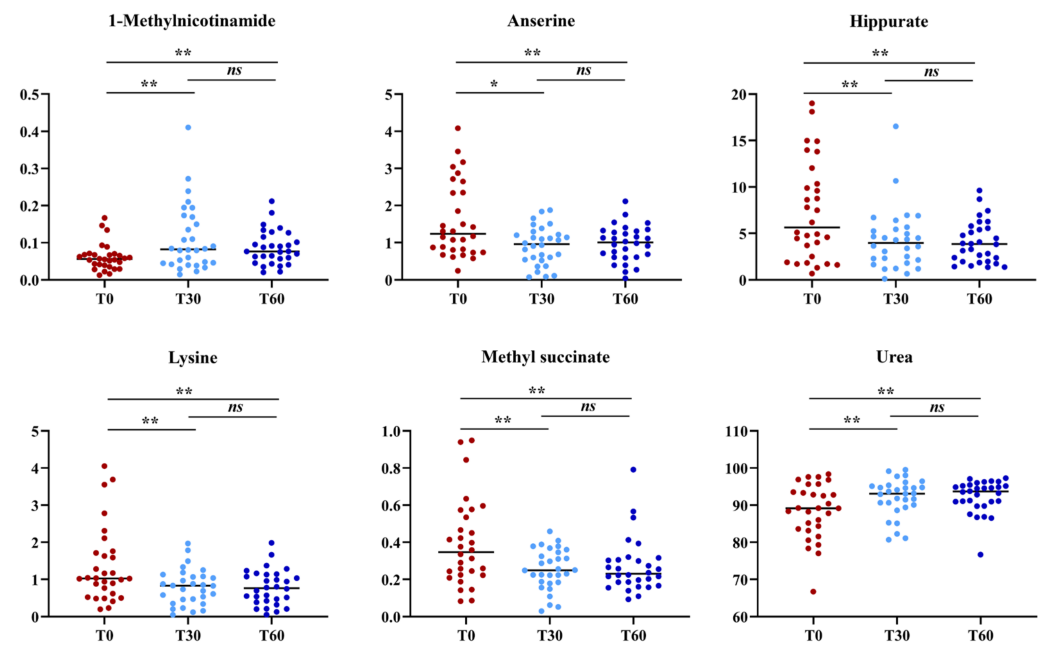 1-Methylnicotinamide
**
** ns
0.5
0.4
0.3
0.2
0.1
0.0
T0 T30 T60
Anserine
**
* ns
5
4
3
2
1
0
T0 T30 T60
Hippurate
**
** ns
20
15
10
5
0
T0 T30 T60
Lysine
**
** ns
5
4
3
2
1
0
T0 T30 T60
Methyl succinate
**
** ns
1.0
0.8
0.6
0.4
0.2
0.0
T0 T30 T60
Urea
**
** ns
110
100
90
80
70
60
T0 T30 T60